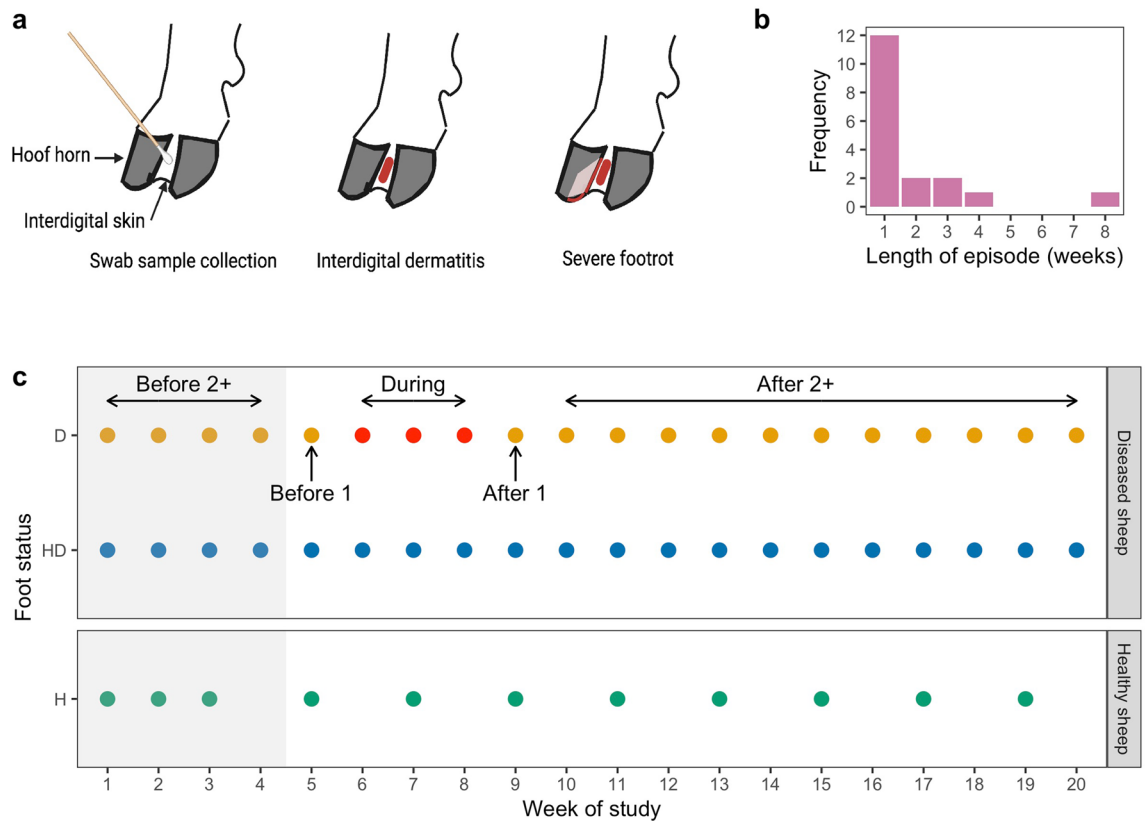 a
Hoof horn
Interdigital skin
Swab sample collection
Interdigital dermatitis
Severe footrot
b
Frequency
12
10
8
6
4
2
0
1 2 3 4 5 6 7 8
Length of episode (weeks)
c
Before 2+
During
After 2+
D
Before 1
After 1
HD
Diseased sheep
Foot status
H
Healthy sheep
1 2 3 4 5 6 7 8 9 10 11 12 13 14 15 16 17 18 19 20
Week of study